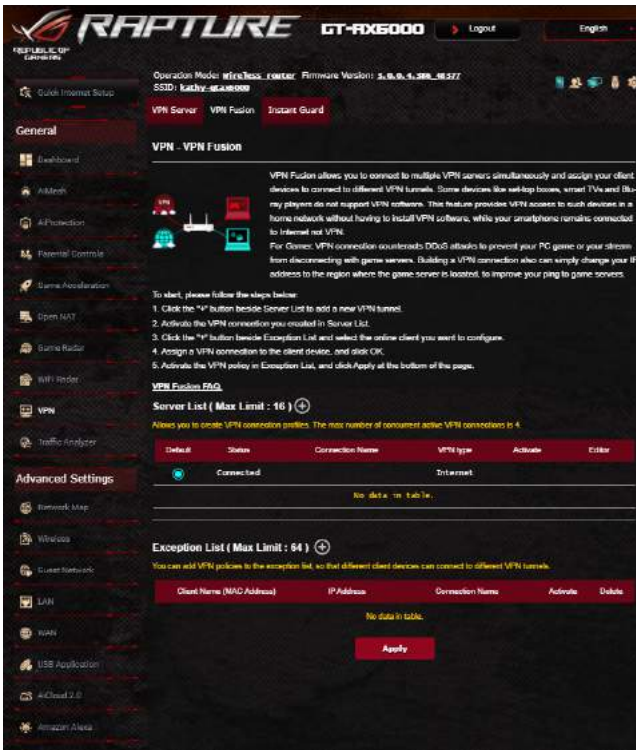 RAPTURE GT-AX6000 Logout English
REPUBLIC OF
GAMERS
Operation Mode: Wireless router Firmware Version: 3.0.0.4.386_48377
SSID: kathy-gtax6000
Quick Internet Setup
VPN Server VPN Fusion Instant Guard
General
Dashboard
AiMesh
AiProtection
Parental Controls
Game Acceleration
Open NAT
Game Radar
WiFi Radar
VPN
Traffic Analyzer
Advanced Settings
Network Map
Wireless
Guest Network
LAN
WAN
USB Application
AiCloud 2.0
Amazon Alexa
VPN - VPN Fusion
VPN
VPN Fusion allows you to connect to multiple VPN servers simultaneously and assign your client
devices to connect to different VPN tunnels. Some devices like set-top boxes, smart TVs and Blu-
ray players do not support VPN software. This feature provides VPN access to such devices in a
home network without having to install VPN software, while your smartphone remains connected
to Internet not VPN.
For Gamer, VPN connection counteracts DDoS attacks to prevent your PC game or your stream
from disconnecting with game servers. Building a VPN connection also can simply change your IP
address to the region where the game server is located, to improve your ping to game servers.
To start, please follow the steps below:
1. Click the "+" button beside Server List to add a new VPN tunnel.
2. Activate the VPN connection you created in Server List.
3. Click the "+" button beside Exception List and select the online client you want to configure.
4. Assign a VPN connection to the client device, and click OK.
5. Activate the VPN policy in Exception List, and click Apply at the bottom of the page.
VPN Fusion FAQ
Server List ( Max Limit : 16 )
Allows you to create VPN connection profiles. The max number of concurrent active VPN connections is 4.
Default Status Connection Name VPN type Activate Editor
Connected Internet
No data in table.
Exception List ( Max Limit : 64 )
You can add VPN policies to the exception list, so that different client devices can connect to different VPN tunnels.
Client Name (MAC Address) IP Address Connection Name Activate Delete
No data in table.
Apply